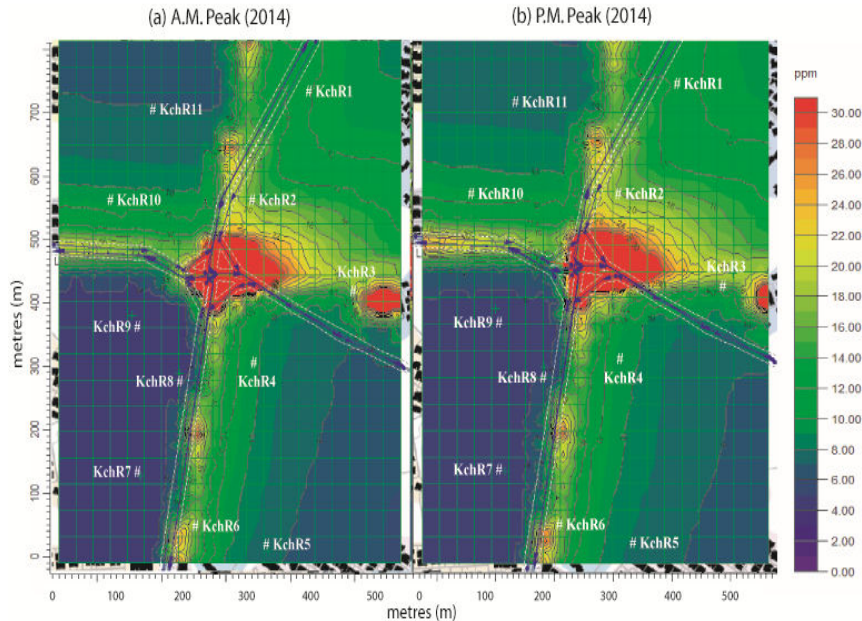 (a) A.M. Peak (2014)
(b) P.M. Peak (2014)
ppm
30.00
28.00
26.00
24.00
22.00
20.00
18.00
16.00
14.00
12.00
10.00
8.00
6.00
4.00
2.00
0.00
metres (m)
700
600
500
400
300
200
100
0
# KchR1
# KchR11
# KchR10
# KchR2
KchR3
#
KchR9 #
#
KchR4
KchR8 #
KchR7 #
# KchR6
# KchR5
# KchR1
# KchR11
# KchR10
# KchR2
KchR3
#
KchR9 #
#
KchR4
KchR8 #
KchR7 #
# KchR6
# KchR5
0 100 200 300 400 500
0 100 200 300 400 500
metres (m)